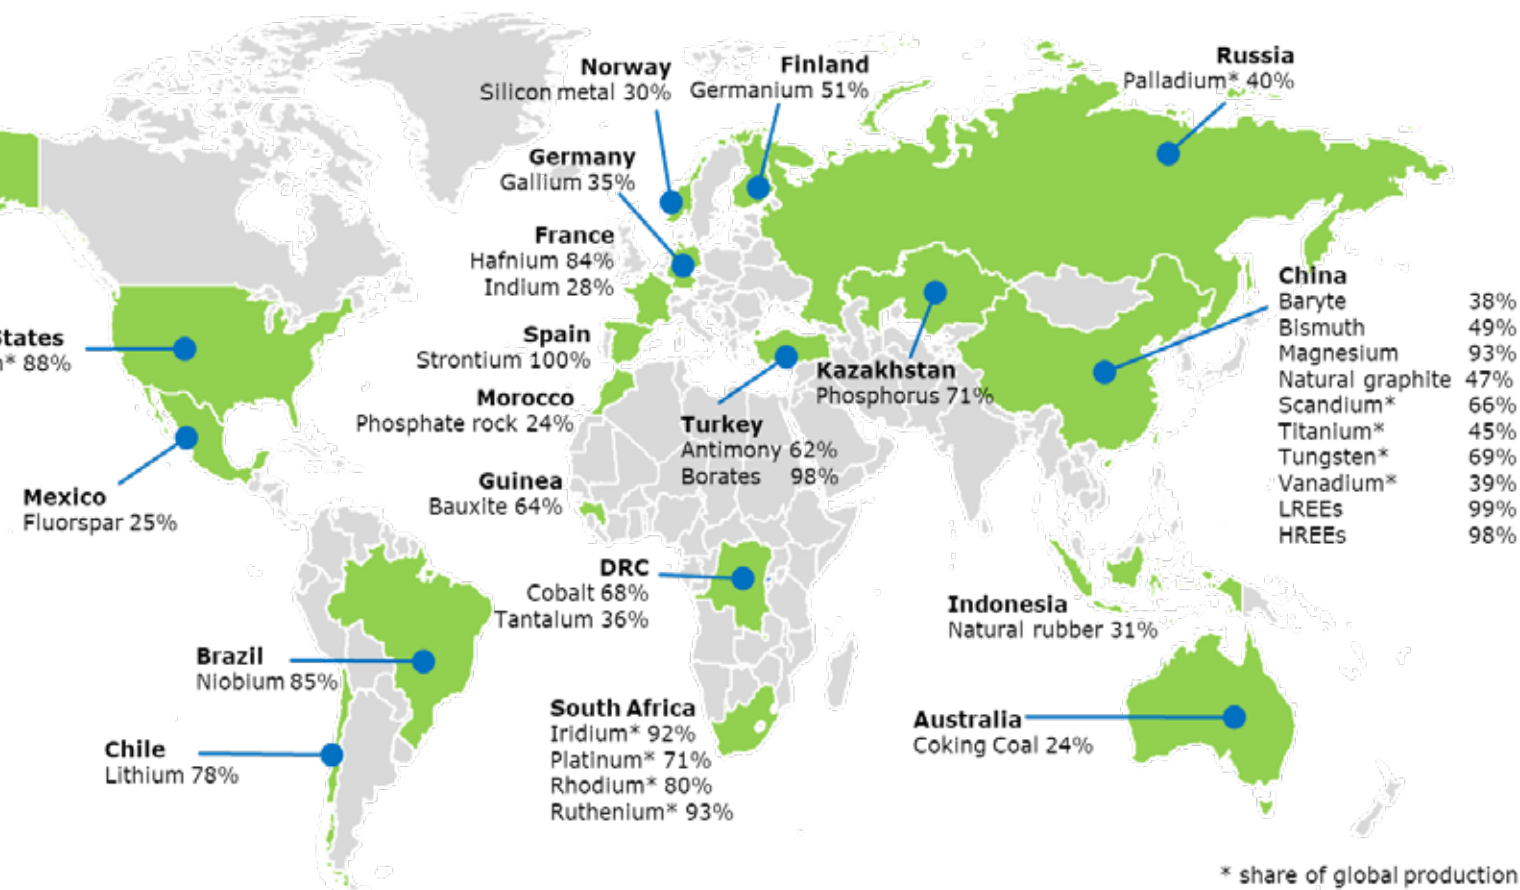 Norway
Silicon metal 30%
Finland
Germanium 51%
Russia
Palladium* 40%
Germany
Gallium 35%
France
Hafnium 84%
Indium 28%
China
Baryte 38%
Bismuth 49%
Magnesium 93%
Natural graphite 47%
Scandium* 66%
Titanium* 45%
Tungsten* 69%
Vanadium* 39%
LREEs 99%
HREEs 98%
States
* 88%
Spain
Strontium 100%
Kazakhstan
Phosphorus 71%
Morocco
Phosphate rock 24%
Turkey
Antimony 62%
Borates 98%
Mexico
Fluorspar 25%
Guinea
Bauxite 64%
DRC
Cobalt 68%
Tantalum 36%
Indonesia
Natural rubber 31%
Brazil
Niobium 85%
South Africa
Iridium* 92%
Platinum* 71%
Rhodium* 80%
Ruthenium* 93%
Australia
Coking Coal 24%
Chile
Lithium 78%
* share of global production